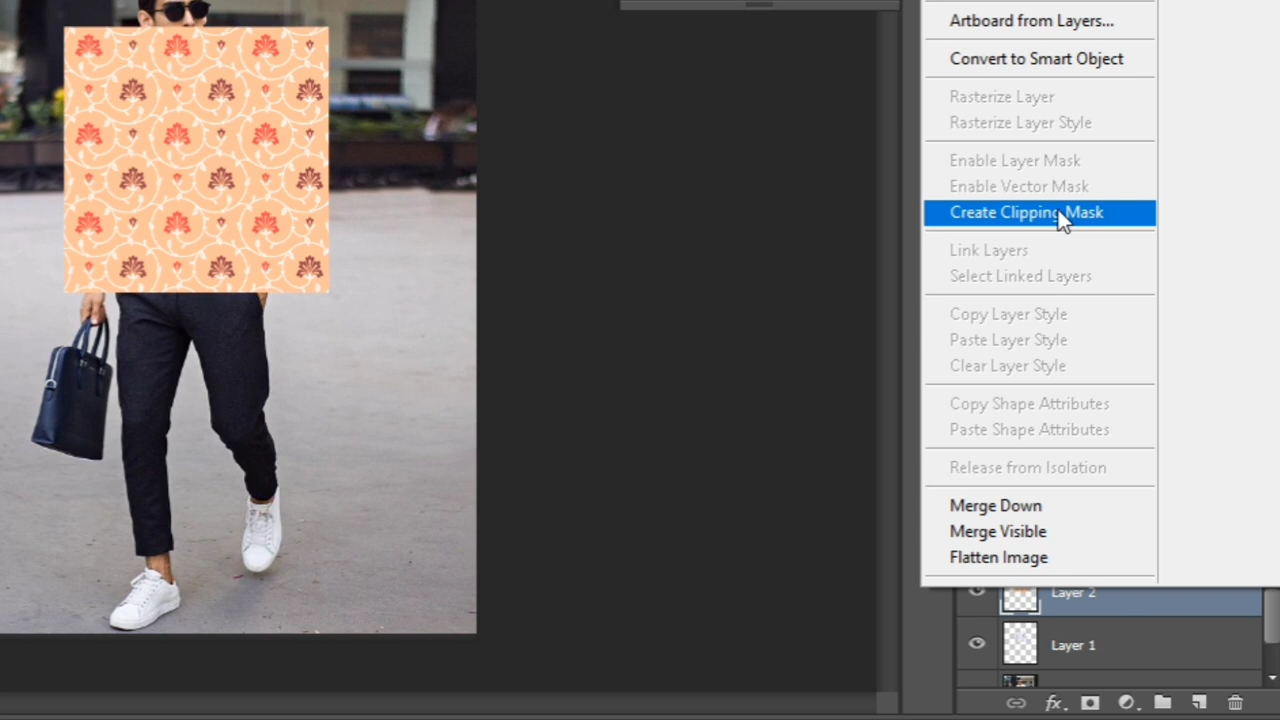 Artboard from Layers...
Convert to Smart Object
Rasterize Layer
Rasterize Layer Style
Enable Layer Mask
Enable Vector Mask
Create Clipping Mask
Link Layers
Select Linked Layers
Copy Layer Style
Paste Layer Style
Clear Layer Style
Copy Shape Attributes
Paste Shape Attributes
Release from Isolation
Merge Down
Merge Visible
Flatten Image
Layer 2
Layer 1
fx